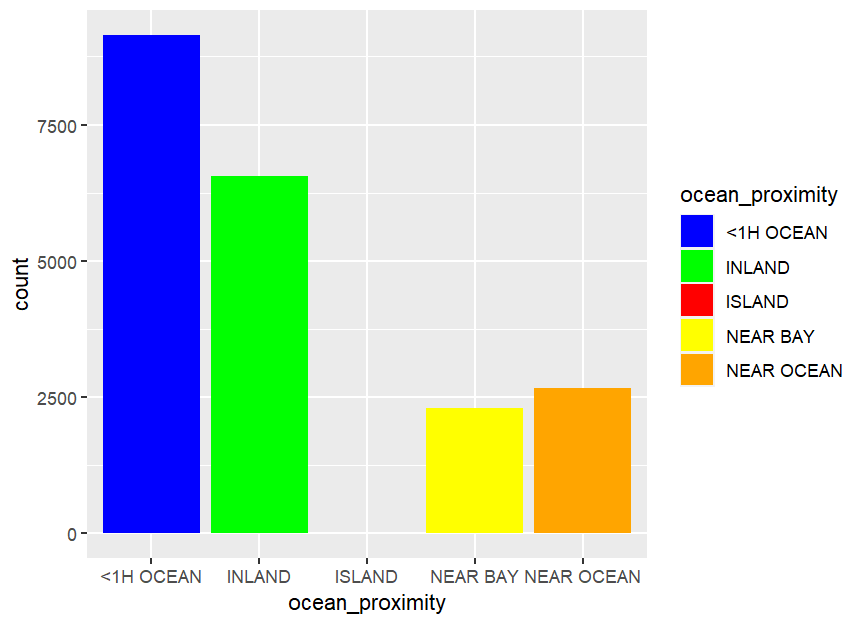 7500
5000
2500
0
count
<1H OCEAN
INLAND
ISLAND
NEAR BAY
NEAR OCEAN
ocean_proximity
ocean_proximity
<1H OCEAN
INLAND
ISLAND
NEAR BAY
NEAR OCEAN